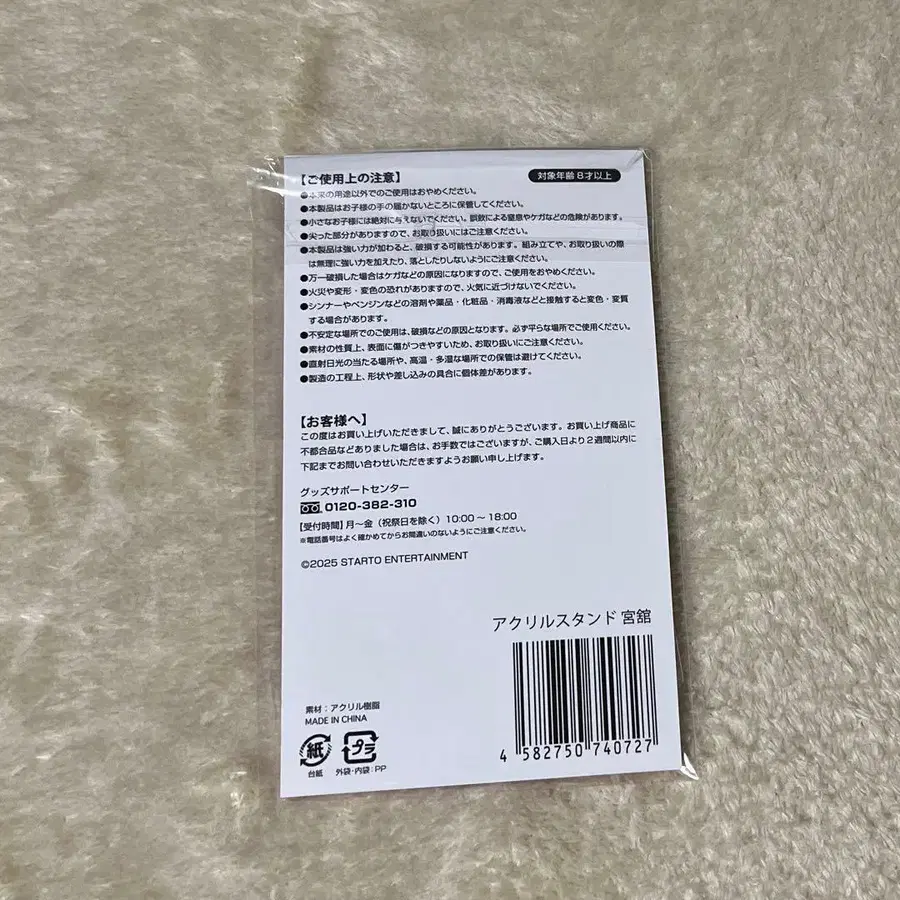 【ご使用上の注意】
対象年齢 8才以上
●本来の用途以外でのご使用はおやめください。
●本製品はお子様の手の届かないところに保管してください。
●小さなお子様には絶対に与えないでください。誤飲による窒息やケガなどの危険があります。
●尖った部分がありますので、お取り扱いにはご注意ください。
●本製品は強い力が加わると、破損する可能性があります。組み立てや、お取り扱いの際
は無理に強い力を加えたり、落としたりしないようにご注意ください。
●万一破損した場合はケガなどの原因になりますので、ご使用をおやめください。
●火災や変形・変色の恐れがありますので、火気に近づけないでください。
●シンナーやベンジンなどの溶剤や薬品・化粧品・消毒液などと接触すると変色・変質
する場合があります。
●不安定な場所でのご使用は、破損などの原因となります。必ず平らな場所でご使用ください。
●素材の性質上、表面に傷がつきやすいため、お取り扱いにご注意ください。
●直射日光の当たる場所や、高温・多湿な場所での保管は避けてください。
●製造の工程上、形状や差し込みの具合に個体差があります。
【お客様へ】
この度はお買い上げいただきまして、誠にありがとうございます。お買い上げ商品に
不都合品などありました場合は、お手数ではございますが、ご購入日より2週間以内に
下記までお問い合わせいただきますようお願い申し上げます。
グッズサポートセンター
0120-382-310
【受付時間】月～金（祝祭日を除く）10:00～18:00
※電話番号はよく確かめてからお間違いのないようにご注意ください。
©2025 STARTO ENTERTAINMENT
アクリルスタンド 宮舘
素材：アクリル樹脂
MADE IN CHINA
紙
プラ
台紙
外袋・内袋：PP
4 582750 740727